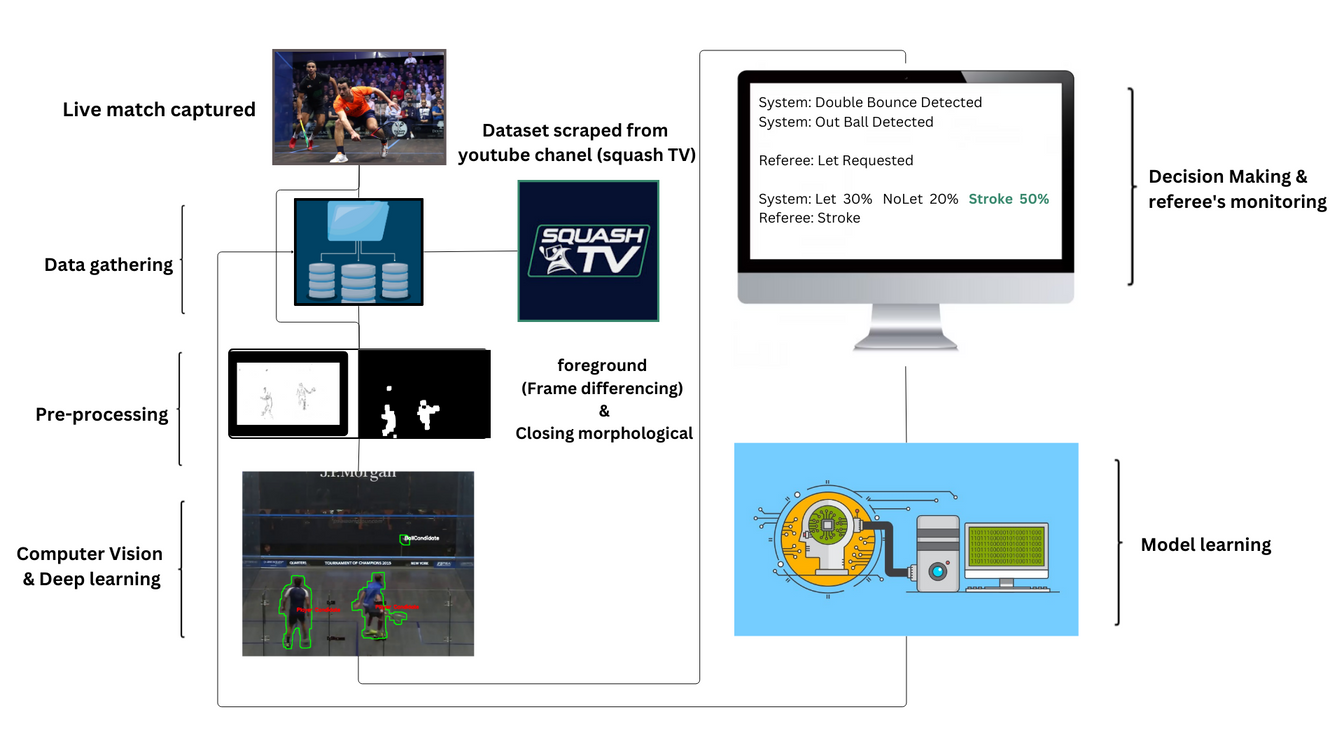 Live match captured
Dataset scraped from
youtube chanel (squash TV)
Data gathering
SQUASH
TV
Pre-processing
foreground
(Frame differencing)
&
Closing morphological
Computer Vision
& Deep learning
J.P.Morgan
BallCandidate
QUARTERS
TOURNAMENT OF CHAMPIONS 2015
NEW YORK
System: Double Bounce Detected
System: Out Ball Detected
Referee: Let Requested
System: Let 30% NoLet 20% Stroke 50%
Referee: Stroke
Decision Making &
referee's monitoring
Model learning